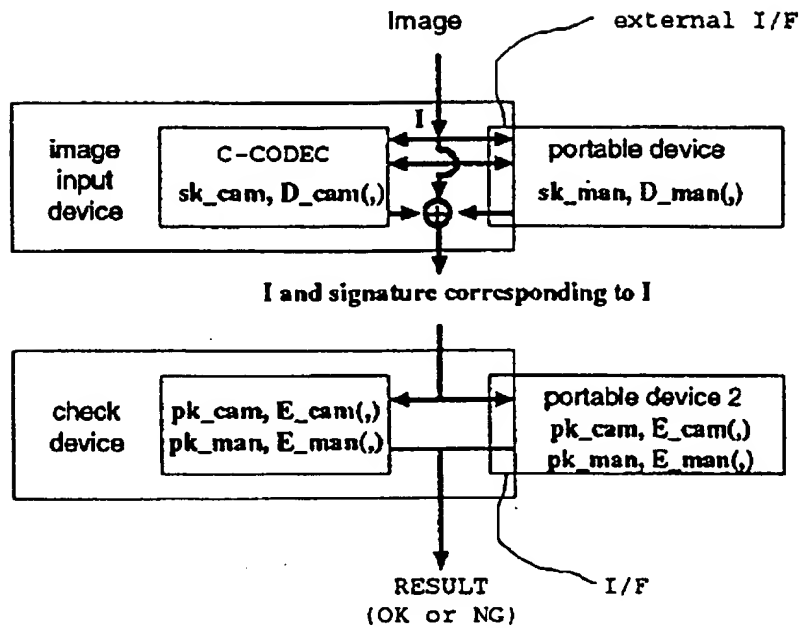 Image
external I/F
I
image
input
device
C-CODEC
sk_cam, D_cam(,)
portable device
sk_man, D_man(,)
I and signature corresponding to I
check
device
pk_cam, E_cam(,)
pk_man, E_man(,)
portable device 2
pk_cam, E_cam(,)
pk_man, E_man(,)
RESULT
(OK or NG)
I/F